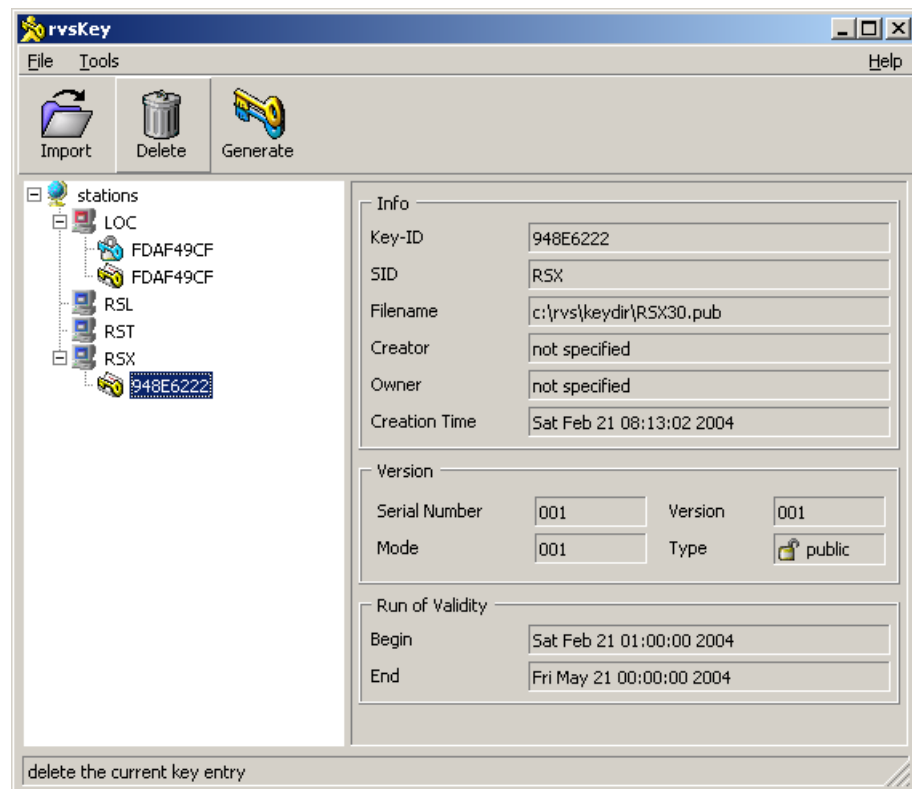 rvsKey
File Tools Help
Import Delete Generate
stations
LOC
FDAF49CF
FDAF49CF
RSL
RST
RSX
948E6222
Info
Key-ID 948E6222
SID RSX
Filename c:\rvs\keydir\RSX30.pub
Creator not specified
Owner not specified
Creation Time Sat Feb 21 08:13:02 2004
Version
Serial Number 001 Version 001
Mode 001 Type public
Run of Validity
Begin Sat Feb 21 01:00:00 2004
End Fri May 21 00:00:00 2004
delete the current key entry